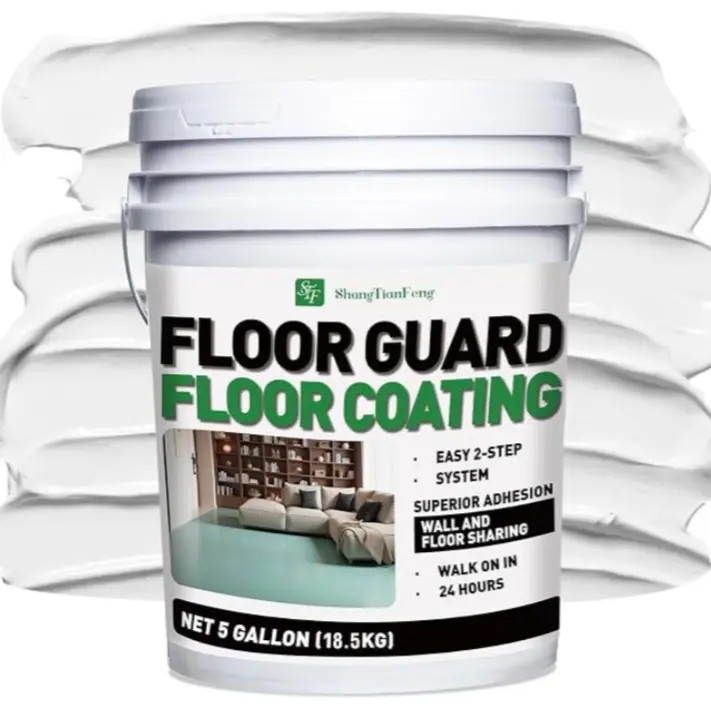 STF
ShangTianFeng
FLOOR GUARD
FLOOR COATING
· EASY 2-STEP
· SYSTEM
SUPERIOR ADHESION
WALL AND
FLOOR SHARING
· WALK ON IN
· 24 HOURS
NET 5 GALLON (18.5KG)